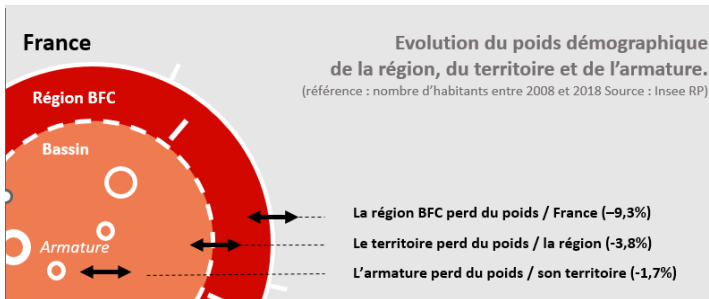 France
Evolution du poids démographique
de la région, du territoire et de l’armature.
(référence : nombre d’habitants entre 2008 et 2018 Source : Insee RP)
Région BFC
Bassin
Armature
La région BFC perd du poids / France (–9,3%)
Le territoire perd du poids / la région (-3,8%)
L’armature perd du poids / son territoire (-1,7%)